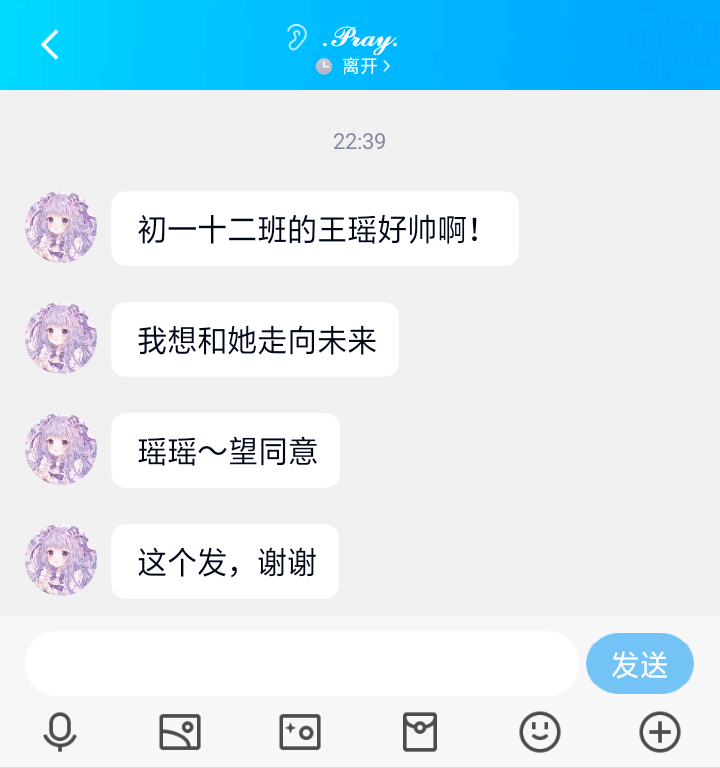 .𝒫𝓇𝒶𝓎.
离开
22:39
初一十二班的王瑶好帅啊！
我想和她走向未来
瑶瑶～望同意
这个发，谢谢
发送